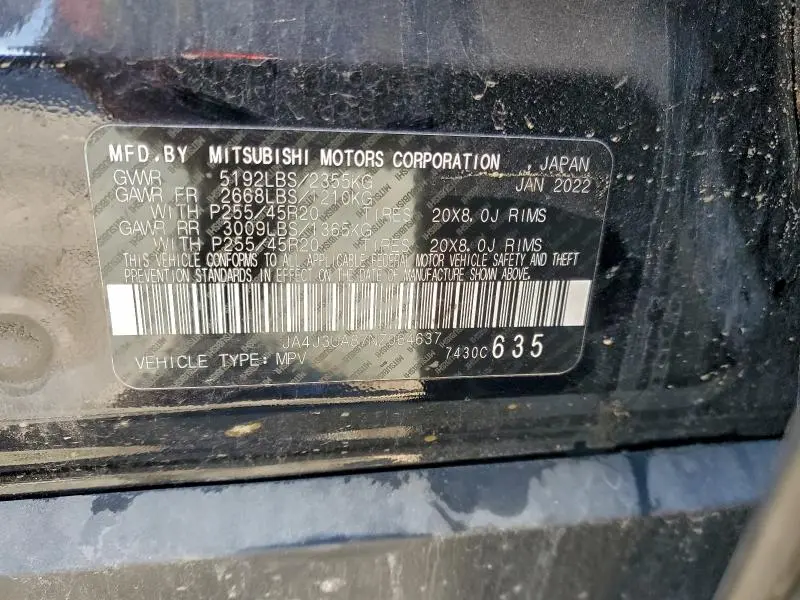 MFD.BY MITSUBISHI MOTORS CORPORATION , JAPAN
GVWR 5192LBS/2355KG JAN 2022
GAWR FR 2668LBS/1210KG
WITH P255/45R20 TIRES 20X8.0J RIMS
GAWR RR 3009LBS/1365KG
WITH P255/45R20 TIRES 20X8.0J RIMS
THIS VEHICLE CONFORMS TO ALL APPLICABLE FEDERAL MOTOR VEHICLE SAFETY AND THEFT
PREVENTION STANDARDS IN EFFECT ON THE DATE OF MANUFACTURE SHOWN ABOVE.
JA4J3UA87NZ064637
VEHICLE TYPE: MPV 7430C 635